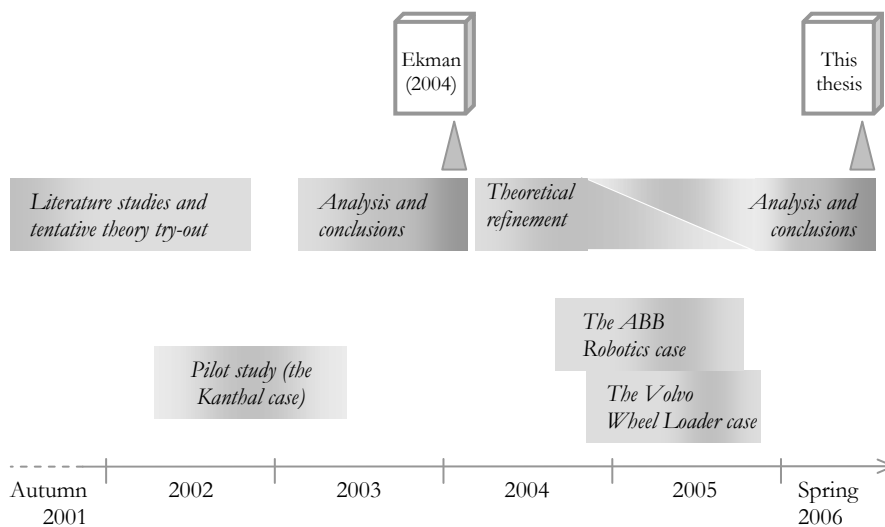 Ekman
(2004)
This
thesis
Literature studies and
tentative theory try-out
Analysis and
conclusions
Theoretical
refinement
Analysis and
conclusions
The ABB
Robotics case
Pilot study (the
Kanthal case)
The Volvo
Wheel Loader case
Autumn
2001
2002
2003
2004
2005
Spring
2006